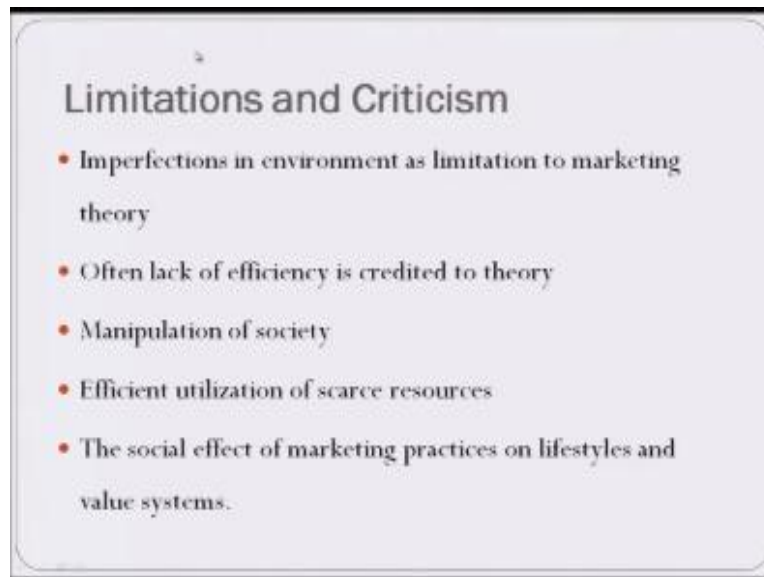 Limitations and Criticism
• Imperfections in environment as limitation to marketing
theory
• Often lack of efficiency is credited to theory
• Manipulation of society
• Efficient utilization of scarce resources
• The social effect of marketing practices on lifestyles and
value systems.